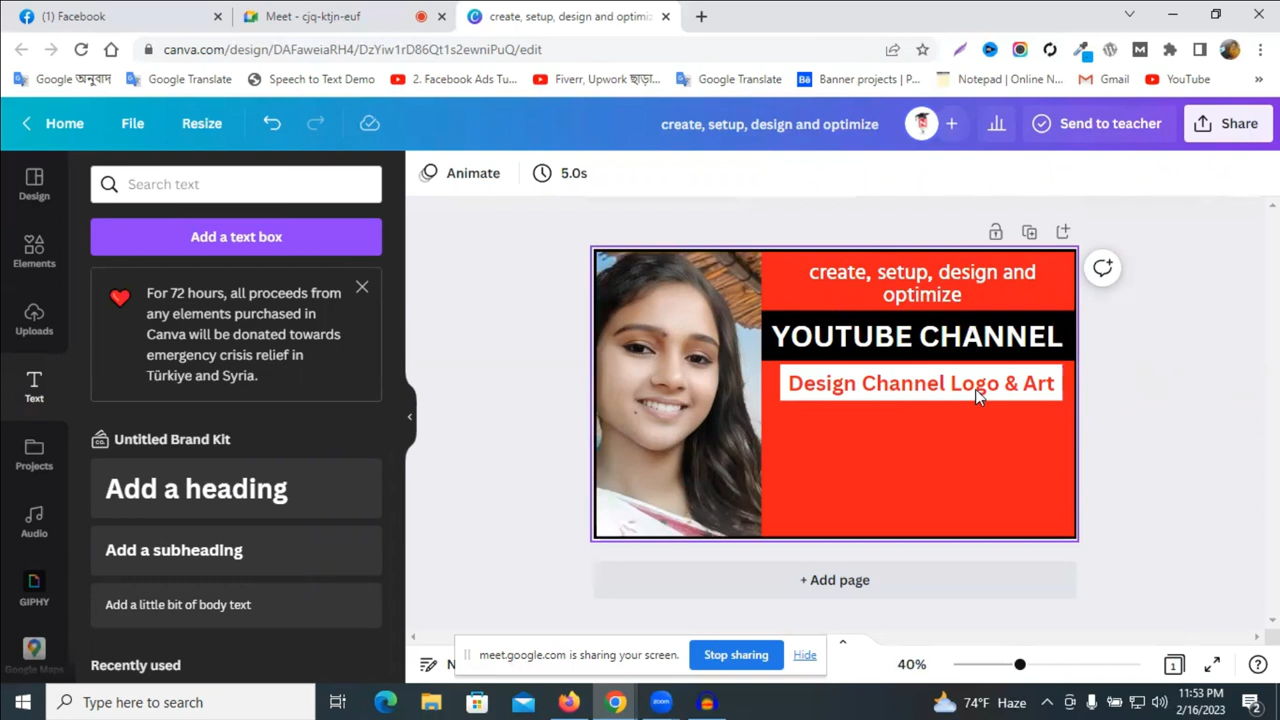 (1) Facebook
Meet - cjq-ktjn-euf
create, setup, design and optimiz
canva.com/design/DAFaweiaRH4/DzYiw1rD86Qt1s2ewniPuQ/edit
Google অনুবাদ
Google Translate
Speech to Text Demo
2. Facebook Ads Tu...
Fiverr, Upwork ছাড়া...
Google Translate
Banner projects | P...
Notepad | Online N...
Gmail
YouTube
Home
File
Resize
create, setup, design and optimize
Send to teacher
Share
Design
Elements
Uploads
Text
Projects
Audio
GIPHY
Google Maps
Search text
Add a text box
For 72 hours, all proceeds from
any elements purchased in
Canva will be donated towards
emergency crisis relief in
Türkiye and Syria.
Untitled Brand Kit
Add a heading
Add a subheading
Add a little bit of body text
Recently used
Animate
5.0s
create, setup, design and
optimize
YOUTUBE CHANNEL
Design Channel Logo & Art
+ Add page
N
meet.google.com is sharing your screen.
Stop sharing
Hide
40%
1
Type here to search
zoom
74°F Haze
11:53 PM
2/16/2023
2